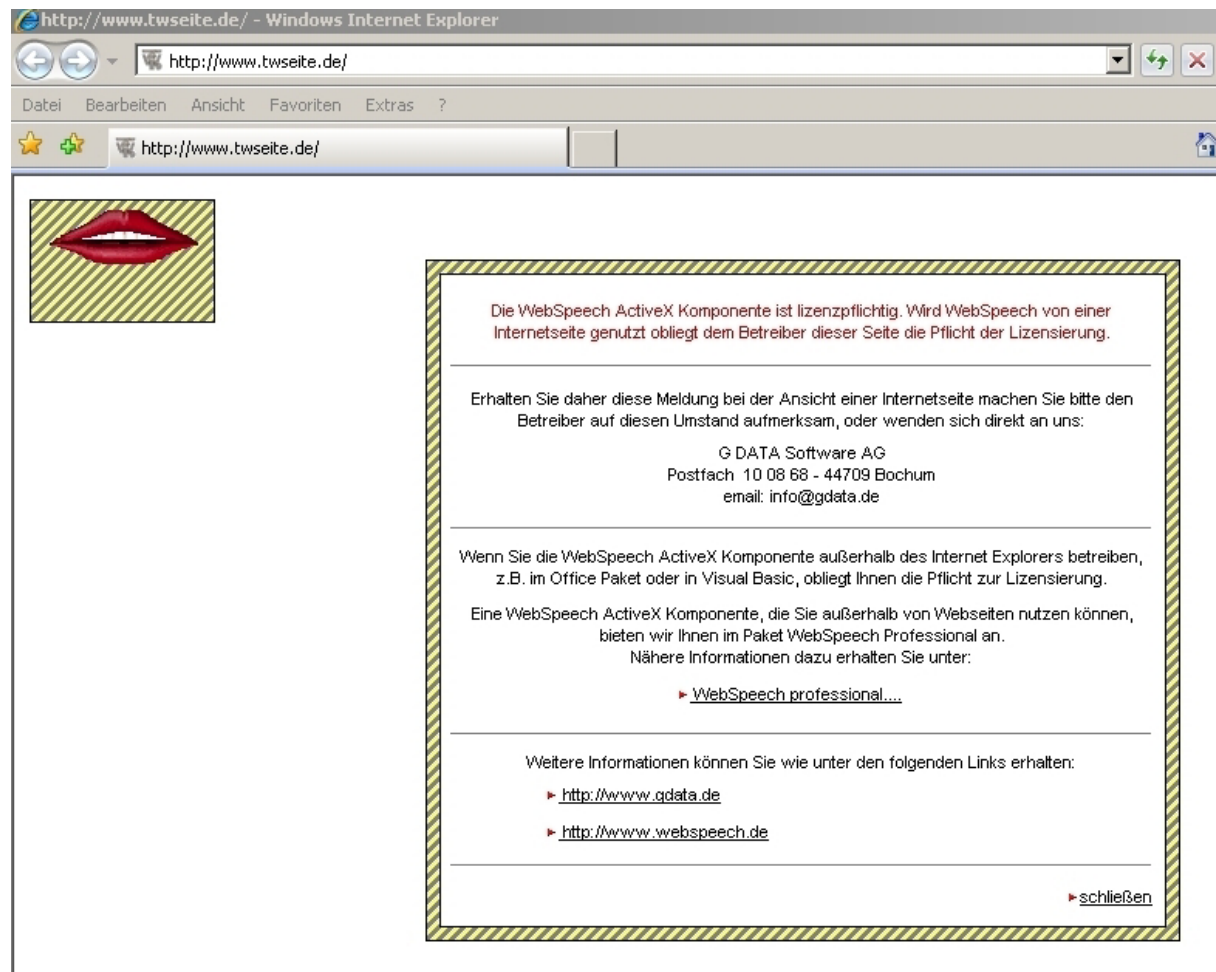 http://www.twseite.de/ - Windows Internet Explorer
http://www.twseite.de/
Datei Bearbeiten Ansicht Favoriten Extras ?
http://www.twseite.de/
Die WebSpeech ActiveX Komponente ist lizenzpflichtig. Wird WebSpeech von einer
Internetseite genutzt obliegt dem Betreiber dieser Seite die Pflicht der Lizensierung.
Erhalten Sie daher diese Meldung bei der Ansicht einer Internetseite machen Sie bitte den
Betreiber auf diesen Umstand aufmerksam, oder wenden sich direkt an uns:
G DATA Software AG
Postfach 10 08 68 - 44709 Bochum
email: info@gdata.de
Wenn Sie die WebSpeech ActiveX Komponente außerhalb des Internet Explorers betreiben,
z.B. im Office Paket oder in Visual Basic, obliegt Ihnen die Pflicht zur Lizensierung.
Eine WebSpeech ActiveX Komponente, die Sie außerhalb von Webseiten nutzen können,
bieten wir Ihnen im Paket WebSpeech Professional an.
Nähere Informationen dazu erhalten Sie unter:
WebSpeech professional....
Weitere Informationen können Sie wie unter den folgenden Links erhalten:
http://www.gdata.de
http://www.webspeech.de
schließen